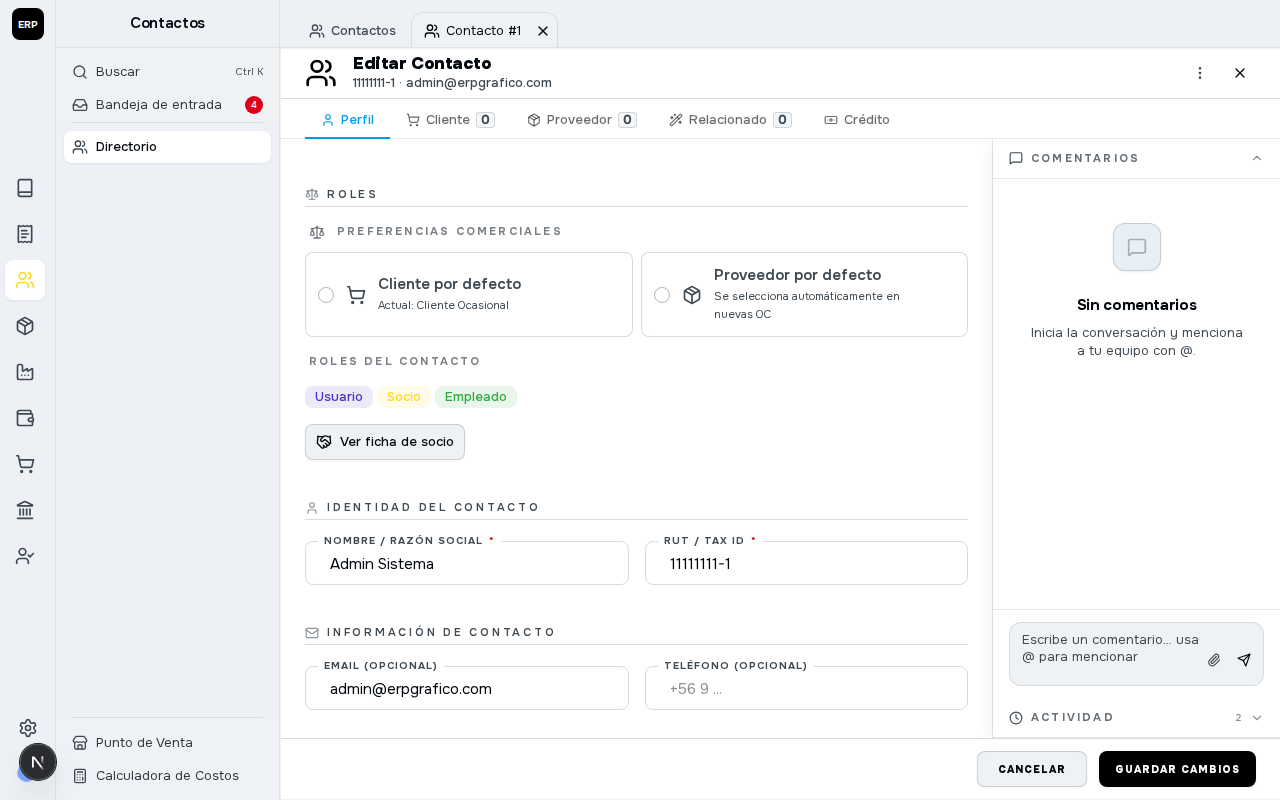 ERP
Contactos
Buscar
Ctrl K
Bandeja de entrada
4
Directorio
Punto de Venta
Calculadora de Costos
N
Contactos
Contacto #1
Editar Contacto
11111111-1 · admin@erpgrafico.com
Perfil
Cliente 0
Proveedor 0
Relacionado 0
Crédito
ROLES
PREFERENCIAS COMERCIALES
Cliente por defecto
Actual: Cliente Ocasional
Proveedor por defecto
Se selecciona automáticamente en
nuevas OC
ROLES DEL CONTACTO
Usuario
Socio
Empleado
Ver ficha de socio
IDENTIDAD DEL CONTACTO
NOMBRE / RAZÓN SOCIAL *
Admin Sistema
RUT / TAX ID *
11111111-1
INFORMACIÓN DE CONTACTO
EMAIL (OPCIONAL)
admin@erpgrafico.com
TELÉFONO (OPCIONAL)
+56 9 ...
COMENTARIOS
Sin comentarios
Inicia la conversación y menciona
a tu equipo con @.
Escribe un comentario... usa
@ para mencionar
ACTIVIDAD
2
CANCELAR
GUARDAR CAMBIOS